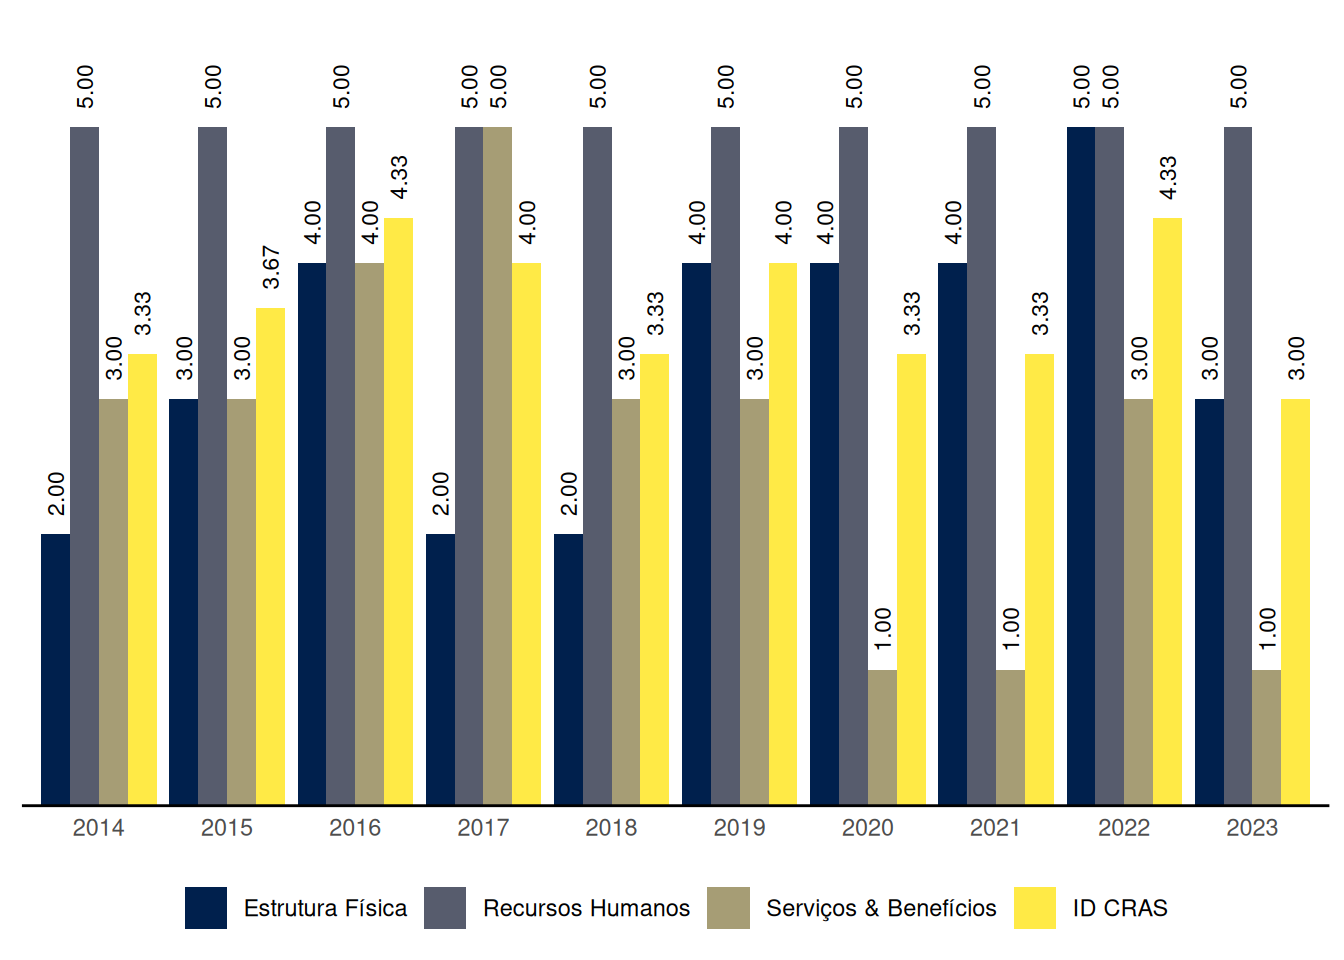 5.00 5.00 5.00 5.00 5.00 5.00 5.00 5.00 5.00 5.00 5.00 5.00
4.33 4.33
4.00 4.00 4.00 4.00 4.00 4.00 4.00
3.67
3.33 3.33 3.33 3.33
3.00 3.00 3.00 3.00 3.00 3.00 3.00 3.00
2.00 2.00 2.00
1.00 1.00 1.00
2014 2015 2016 2017 2018 2019 2020 2021 2022 2023
Estrutura Física Recursos Humanos Serviços & Benefícios ID CRAS